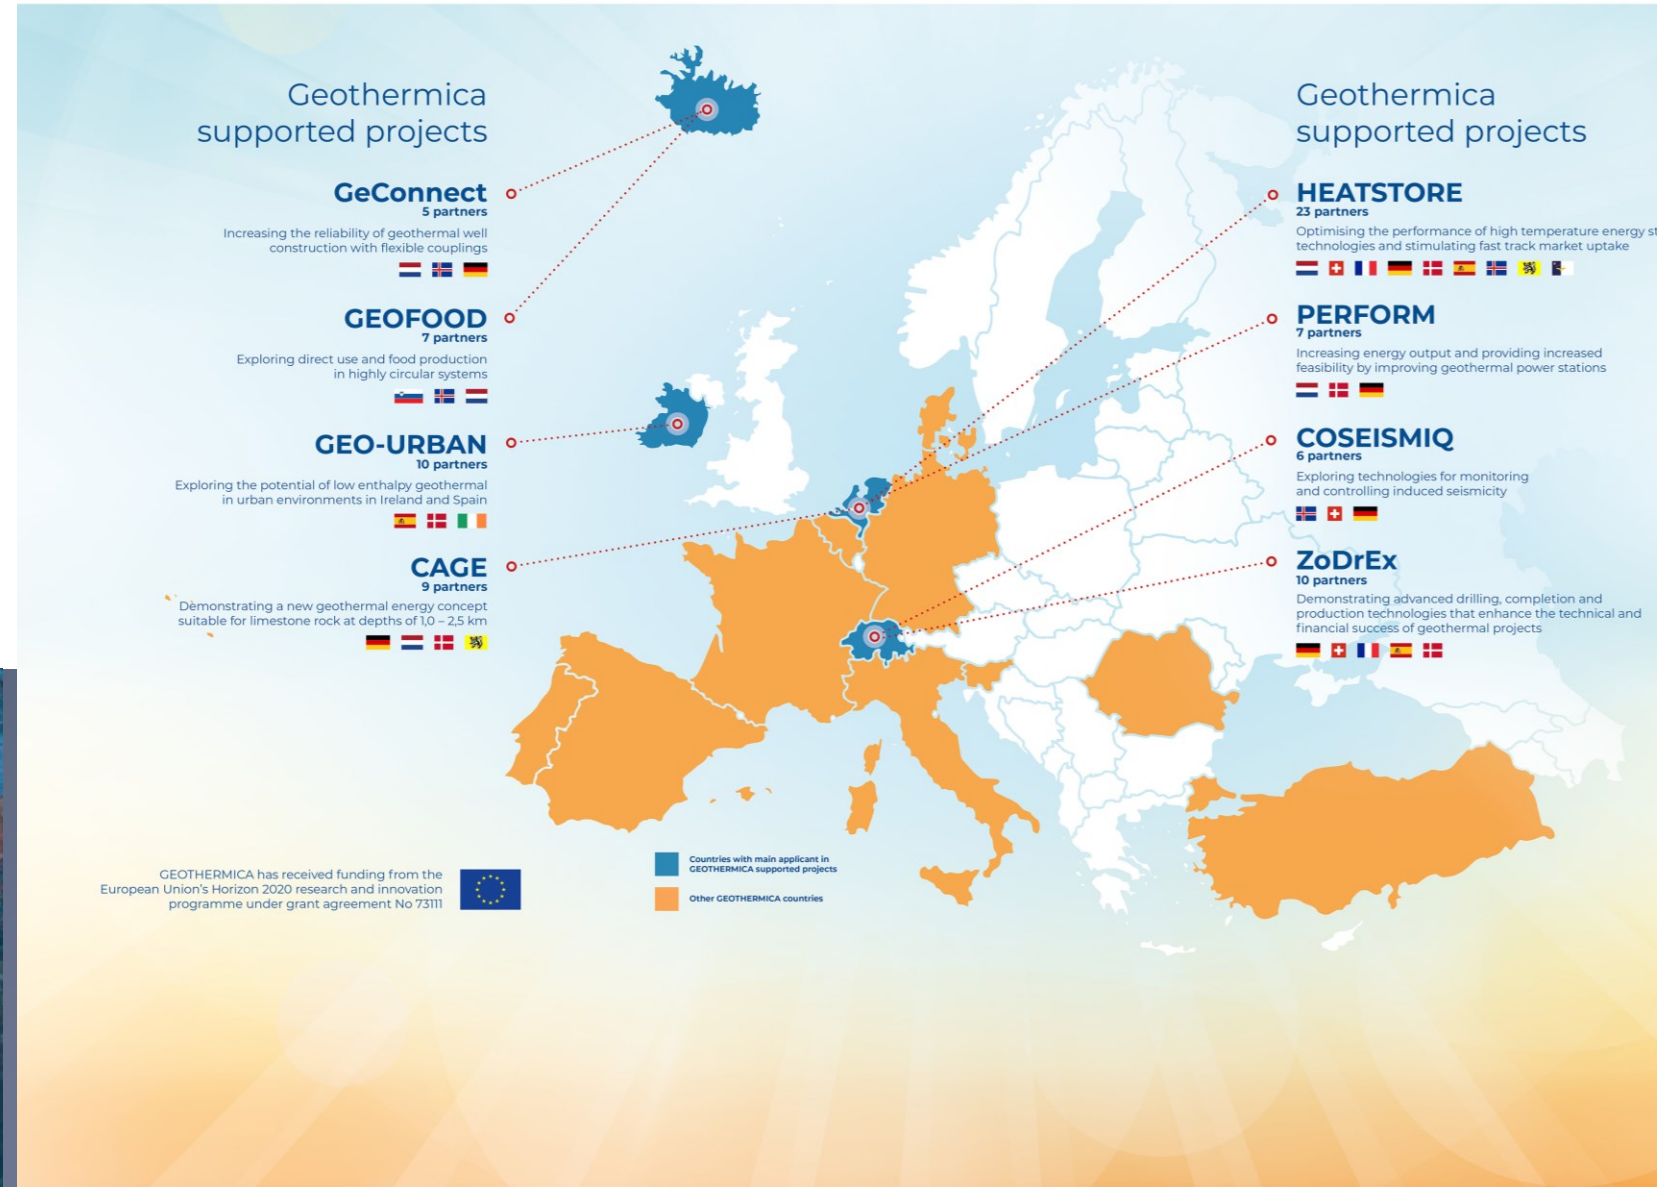 Geothermica
supported projects
GeConnect
5 partners
Increasing the reliability of geothermal well
construction with flexible couplings
GEOFOOD
7 partners
Exploring direct use and food production
in highly circular systems
GEO-URBAN
10 partners
Exploring the potential of low enthalpy geothermal
in urban environments in Ireland and Spain
CAGE
9 partners
Demonstrating a new geothermal energy concept
suitable for limestone rock at depths of 1,0 – 2,5 km
Geothermica
supported projects
HEATSTORE
23 partners
Optimising the performance of high temperature energy st
technologies and stimulating fast track market uptake
PERFORM
7 partners
Increasing energy output and providing increased
feasibility by improving geothermal power stations
COSEISMIQ
6 partners
Exploring technologies for monitoring
and controlling induced seismicity
ZoDrEx
10 partners
Demonstrating advanced drilling, completion and
production technologies that enhance the technical and
financial success of geothermal projects
GEOTHERMICA has received funding from the
European Union's Horizon 2020 research and innovation
programme under grant agreement No 73111
Countries with main applicant in
GEOTHERMICA supported projects
Other GEOTHERMICA countries